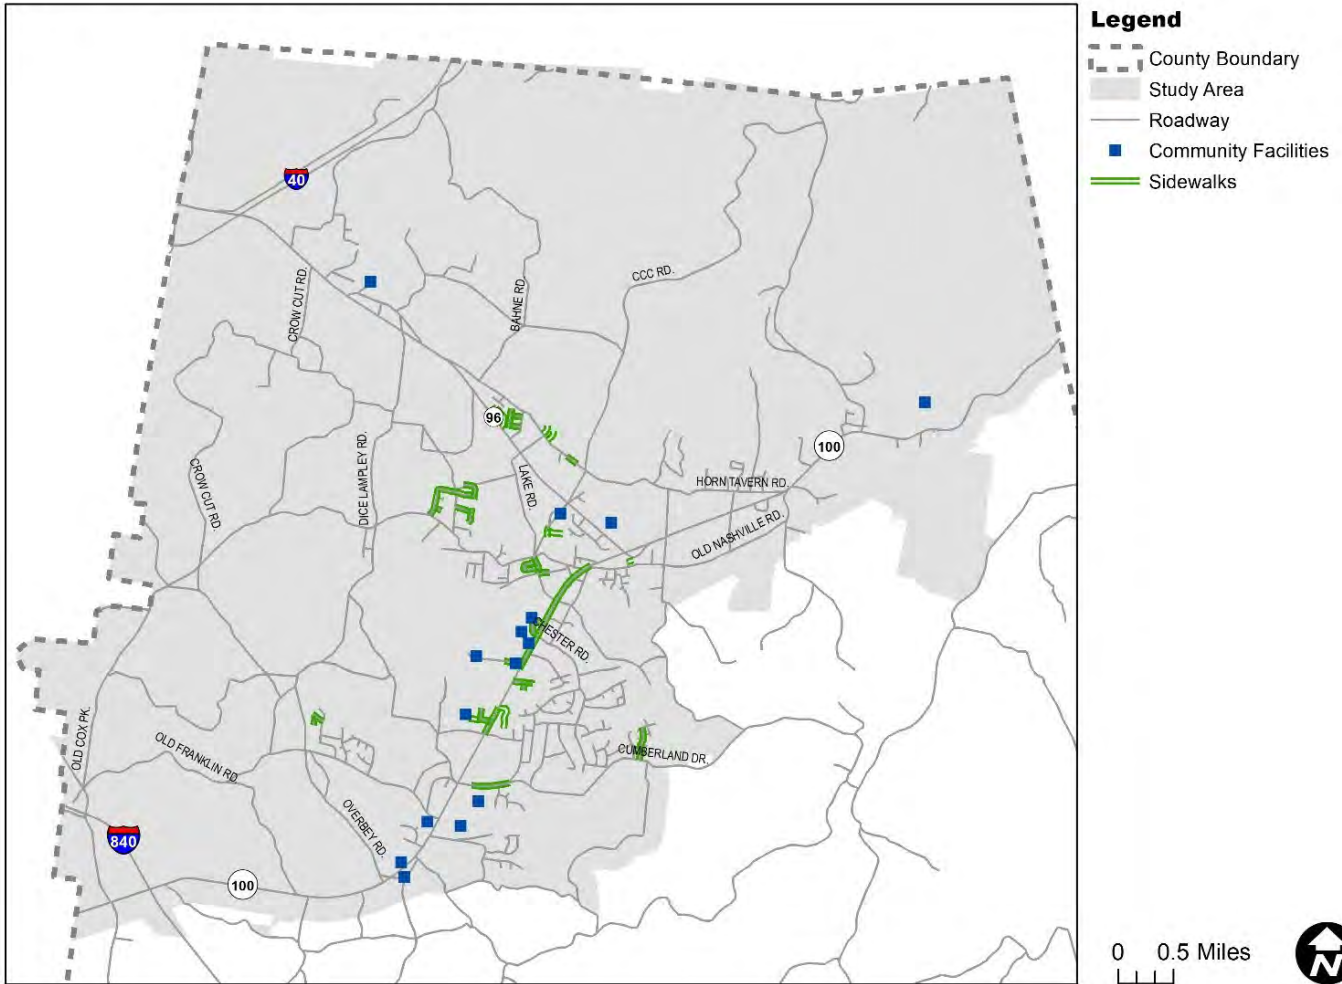 Legend
County Boundary
Study Area
Roadway
Community Facilities
Sidewalks
40
CROW CUT RD.
BAHNE RD.
CCC RD.
96
100
CROW CUT RD.
DICE LAMPLEY RD.
LAKE RD.
HORN TAVERN RD.
OLD NASHVILLE RD.
CHESTER RD.
OLD COX PK.
OLD FRANKLIN RD.
CUMBERLAND DR.
OVERBEY RD.
840
100
0 0.5 Miles
N